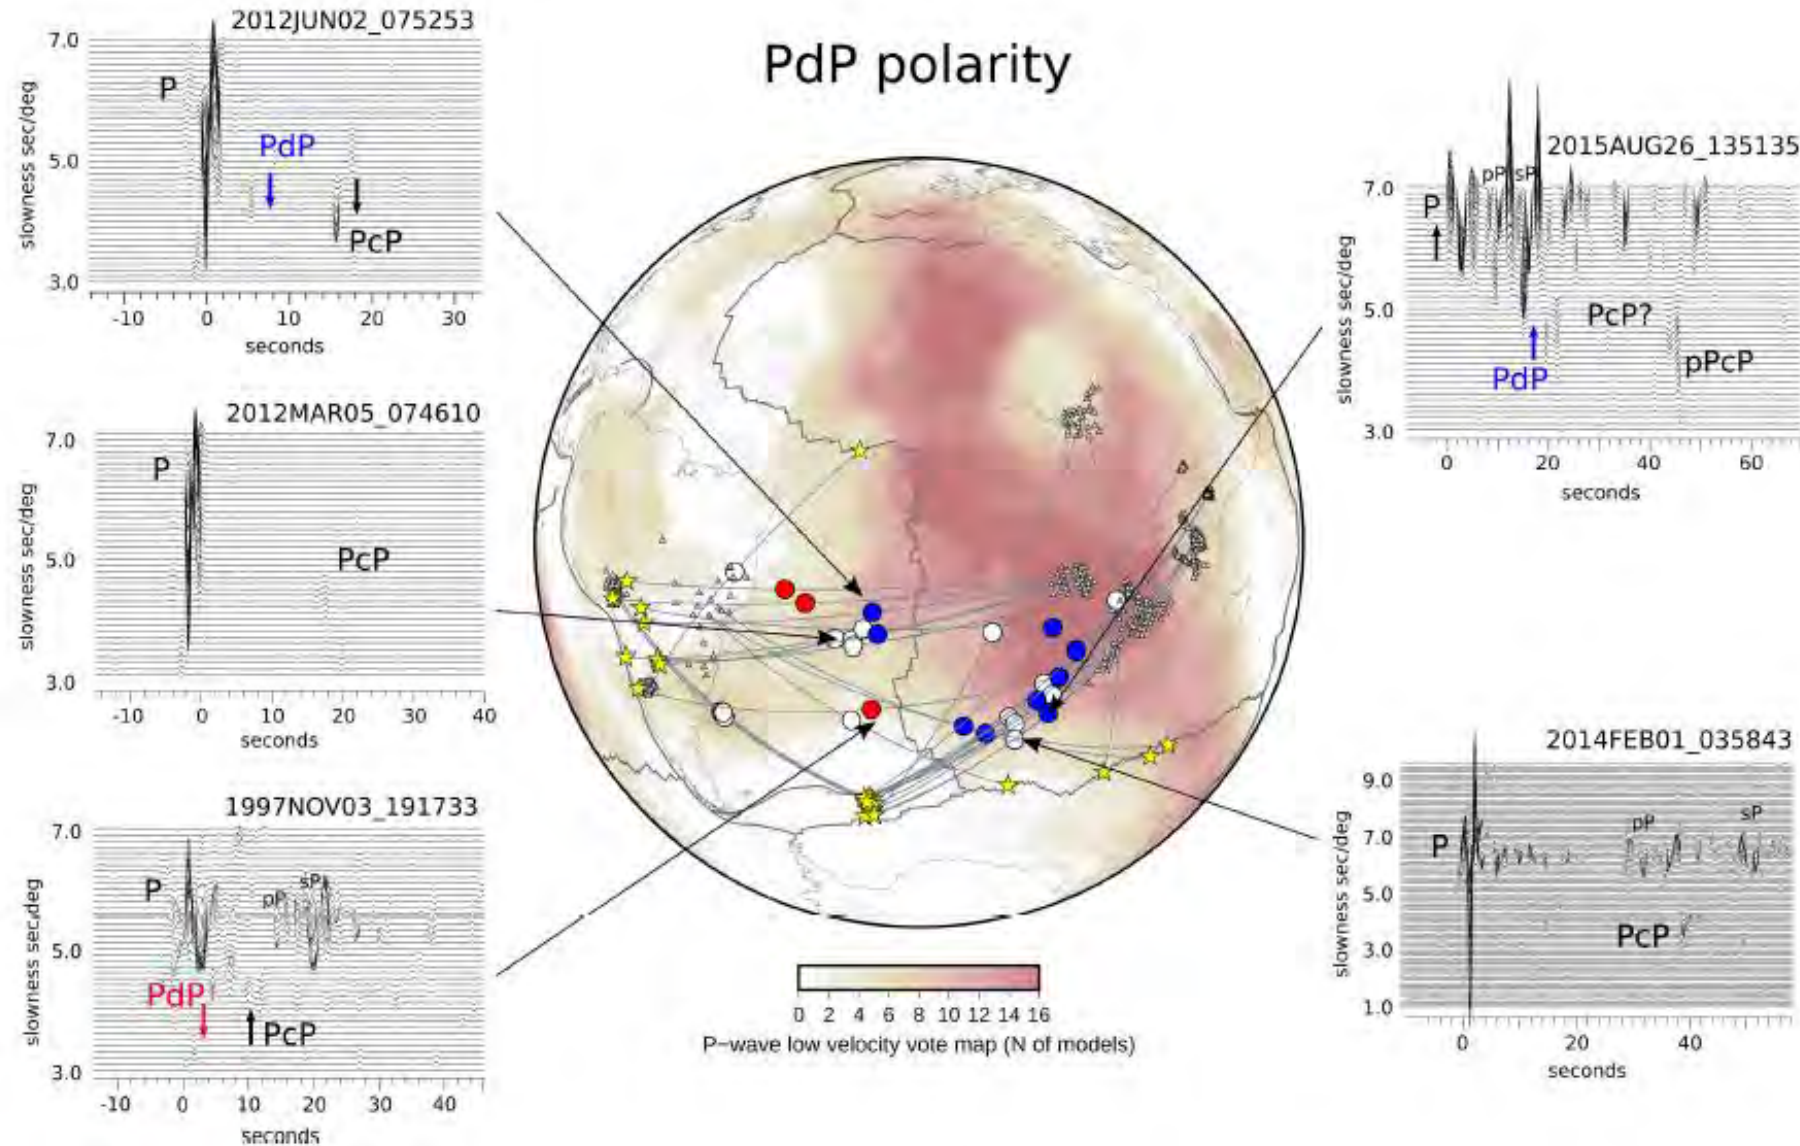 PdP polarity
2012JUN02_075253
7.0
5.0
3.0
slowness sec/deg
P
PdP
PcP
-10 0 10 20 30
seconds
2012MAR05_074610
7.0
5.0
3.0
slowness sec/deg
P
PcP
-10 0 10 20 30 40
seconds
1997NOV03_191733
7.0
5.0
3.0
slowness sec/deg
P
pP
sP
PdP
PcP
-10 0 10 20 30 40
seconds
2015AUG26_135135
7.0
5.0
3.0
slowness sec/deg
P
pP sP
PcP?
PdP
pPcP
0 20 40 60
seconds
2014FEB01_035843
9.0
7.0
5.0
3.0
1.0
slowness sec/deg
P
pP
sP
PcP
0 20 40
seconds
0 2 4 6 8 10 12 14 16
P−wave low velocity vote map (N of models)